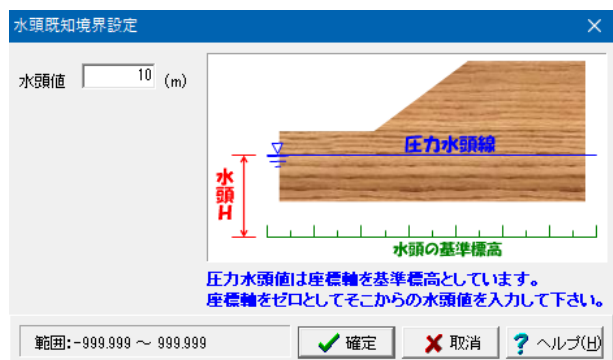 水頭既知境界設定
水頭値 10 (m)
圧力水頭線
水頭H
水頭の基準標高
圧力水頭値は座標軸を基準標高としています。
座標軸をゼロとしてそこからの水頭値を入力して下さい。
範囲:-999.999 ～ 999.999 確定 取消 ヘルプ(H)